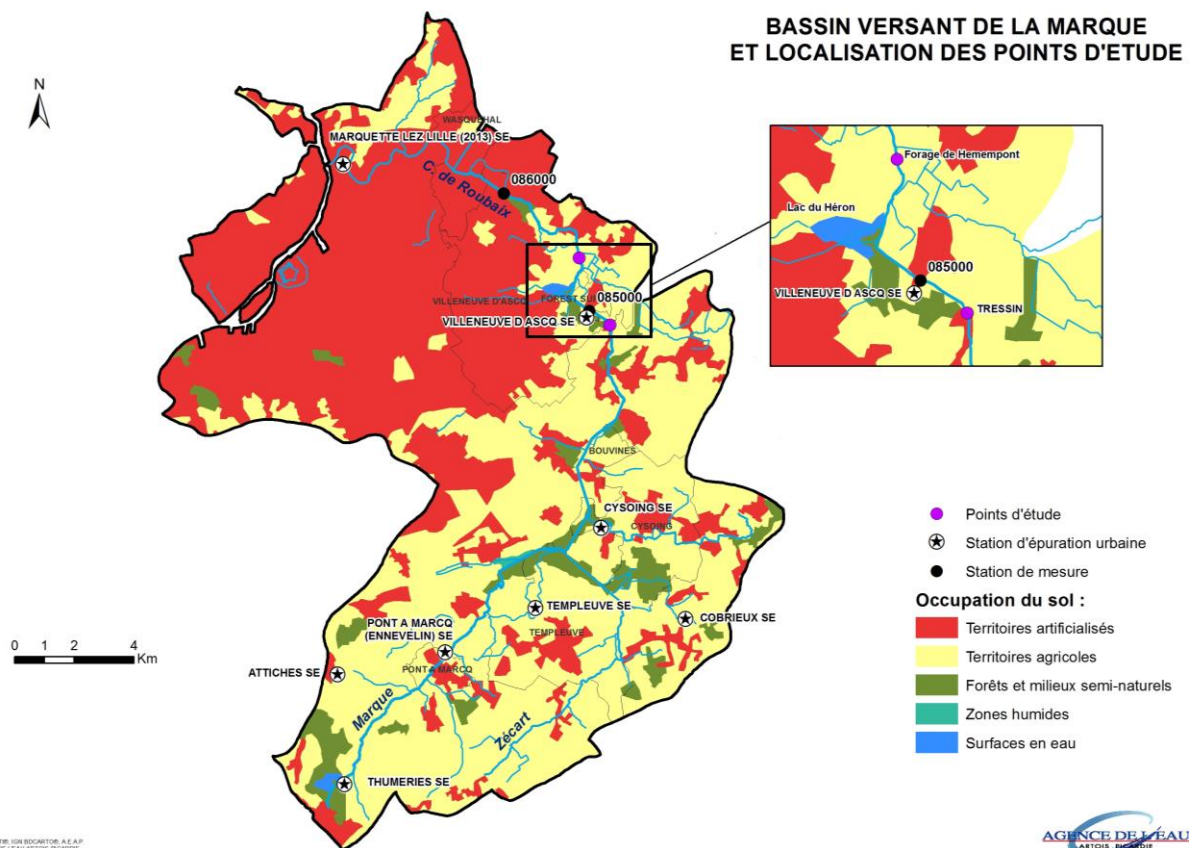 BASSIN VERSANT DE LA MARQUE
ET LOCALISATION DES POINTS D'ETUDE
N
WASQUEHAL
MARQUETTE LEZ LILLE (2013) SE
086000
C. de Roubaix
Forage de Hemempont
Lac du Héron
085000
VILLENEUVE D ASCQ SE
TRESSIN
VILLENEUVE D'ASCQ
FOREST SU
085000
VILLENEUVE D ASCQ SE
BOUVINES
CYSOING SE
CYSOING
TEMPLEUVE SE
COBRIEUX SE
PONT A MARCQ
(ENNEVELIN) SE
TEMPLEUVE
PONT A MARCQ
ATTICHES SE
Marque
Zécart
THUMERIES SE
0 1 2 4
Km
Points d'étude
Station d'épuration urbaine
Station de mesure
Occupation du sol :
Territoires artificialisés
Territoires agricoles
Forêts et milieux semi-naturels
Zones humides
Surfaces en eau
AGENCE DE L'EAU
ARTOIS PICARDIE